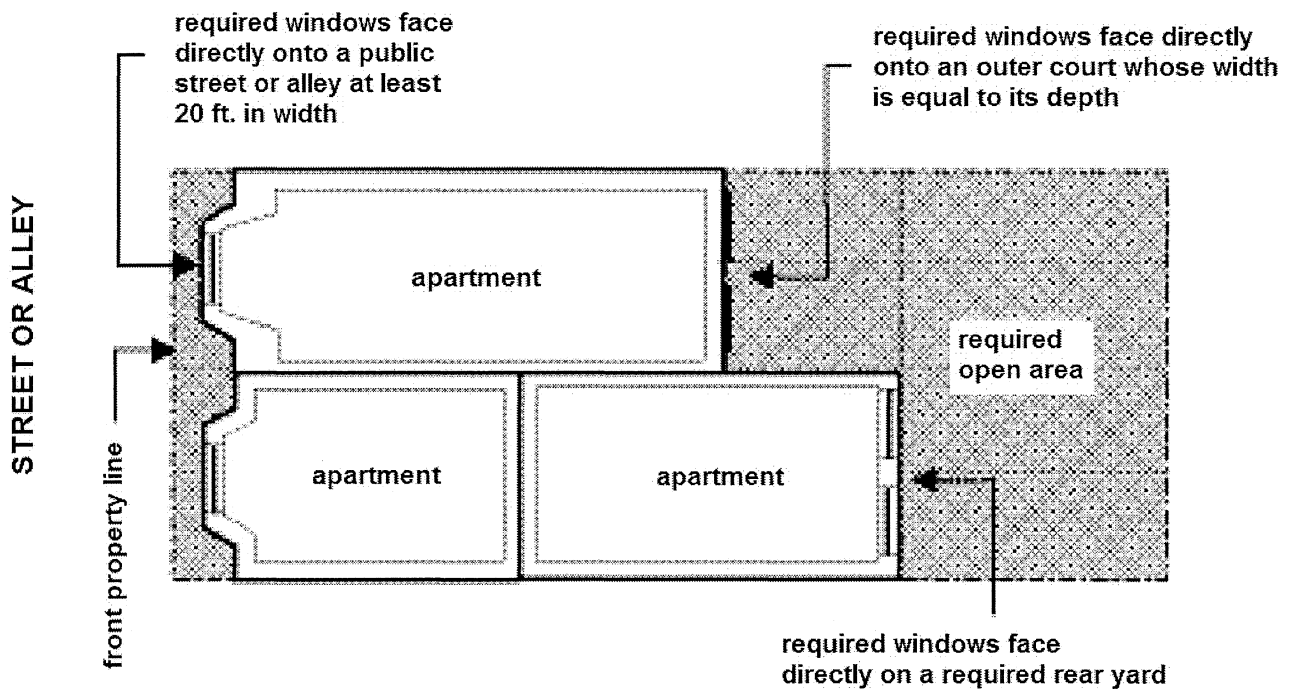 required windows face
directly onto a public
street or alley at least
20 ft. in width
required windows face directly
onto an outer court whose width
is equal to its depth
STREET OR ALLEY
apartment
required
open area
apartment
apartment
front property line
required windows face
directly on a required rear yard